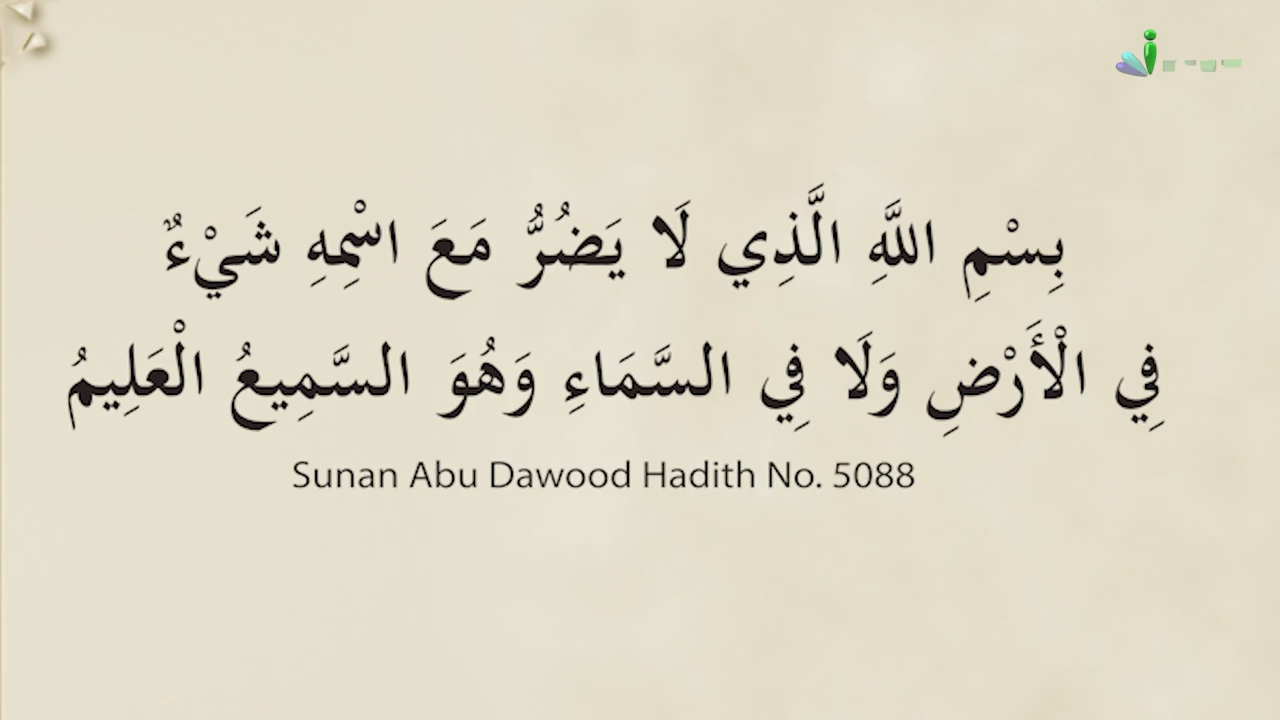 بِسْمِ اللَّهِ الَّذِي لَا يَضُرُّ مَعَ اسْمِهِ شَيْءٌ
فِي الْأَرْضِ وَلَا فِي السَّمَاءِ وَهُوَ السَّمِيعُ الْعَلِيمُ
Sunan Abu Dawood Hadith No. 5088